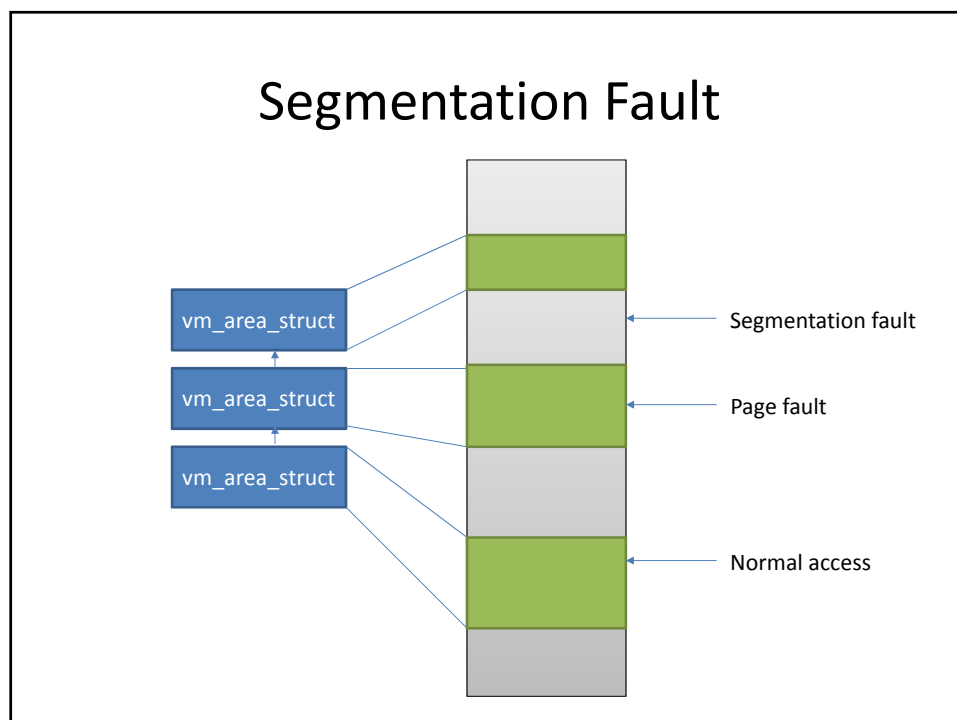 Segmentation Fault
vm_area_struct
vm_area_struct
vm_area_struct
Segmentation fault
Page fault
Normal access